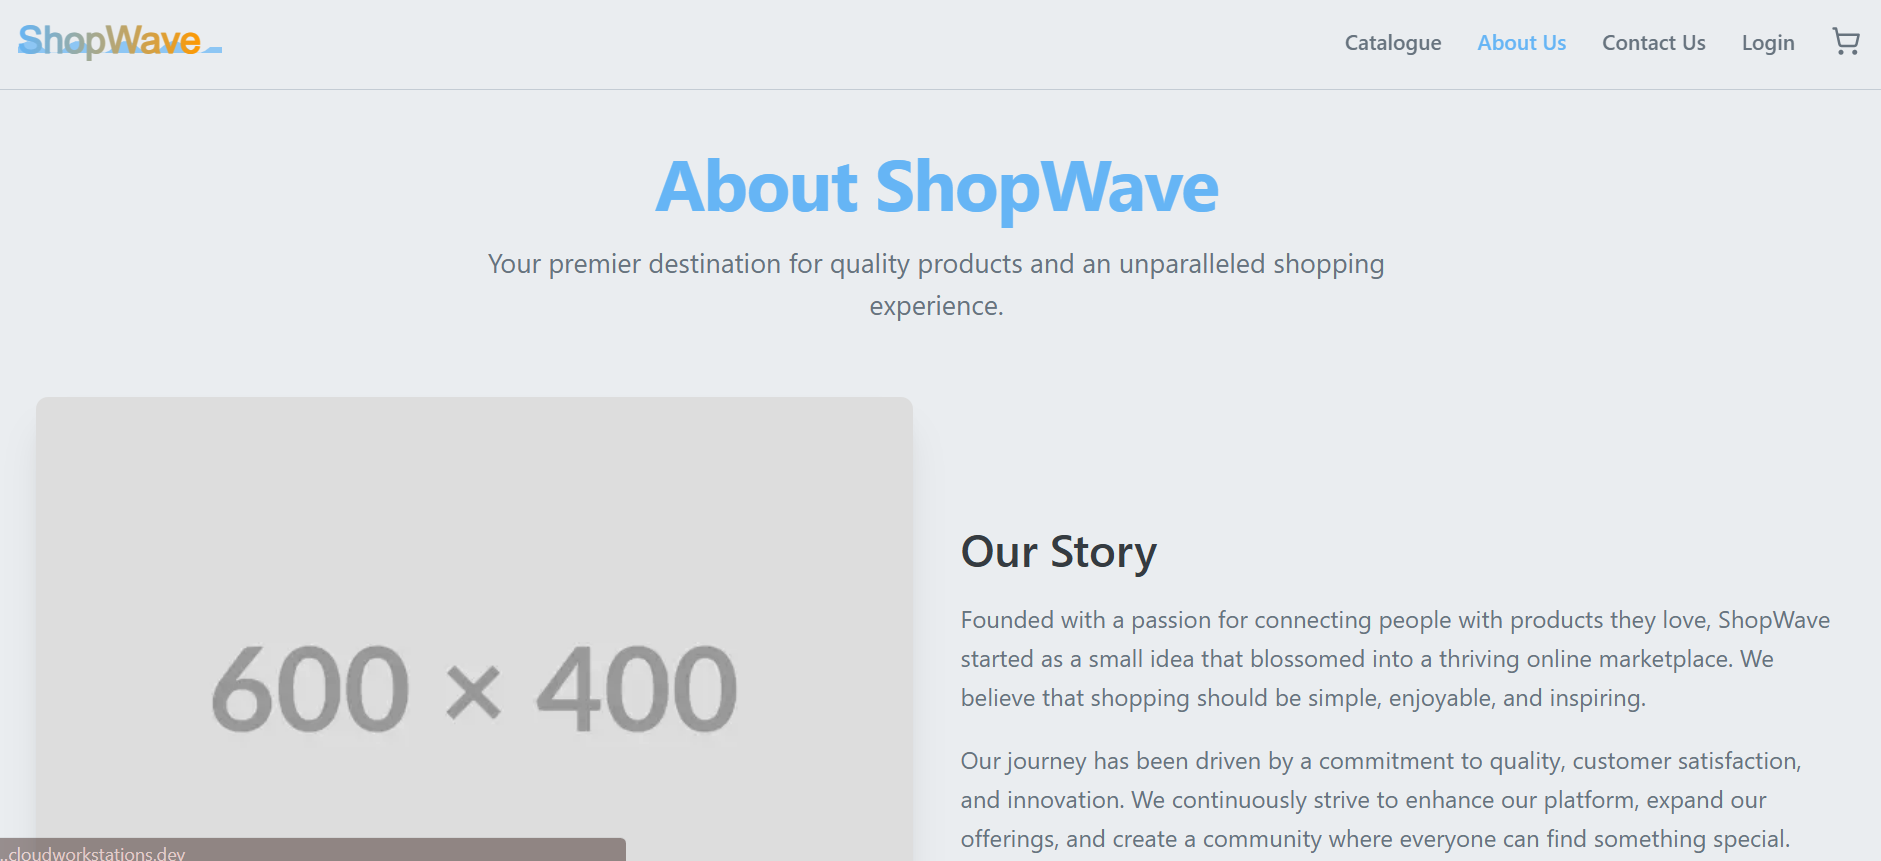 ShopWave
Catalogue
About Us
Contact Us
Login
About ShopWave
Your premier destination for quality products and an unparalleled shopping
experience.
600 × 400
Our Story
Founded with a passion for connecting people with products they love, ShopWave
started as a small idea that blossomed into a thriving online marketplace. We
believe that shopping should be simple, enjoyable, and inspiring.
Our journey has been driven by a commitment to quality, customer satisfaction,
and innovation. We continuously strive to enhance our platform, expand our
offerings, and create a community where everyone can find something special.
..cloudworkstations.dev